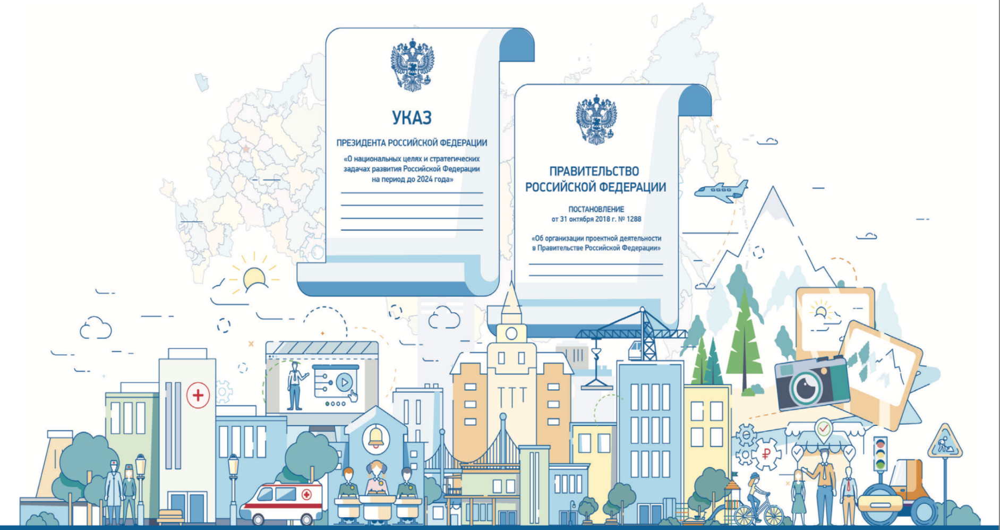 УКАЗ
ПРЕЗИДЕНТА РОССИЙСКОЙ ФЕДЕРАЦИИ
«О национальных целях и стратегических
задачах развития Российской Федерации
на период до 2024 года»
ПРАВИТЕЛЬСТВО
РОССИЙСКОЙ ФЕДЕРАЦИИ
ПОСТАНОВЛЕНИЕ
от 31 октября 2018 г. № 1288
«Об организации проектной деятельности
в Правительстве Российской Федерации»
₽